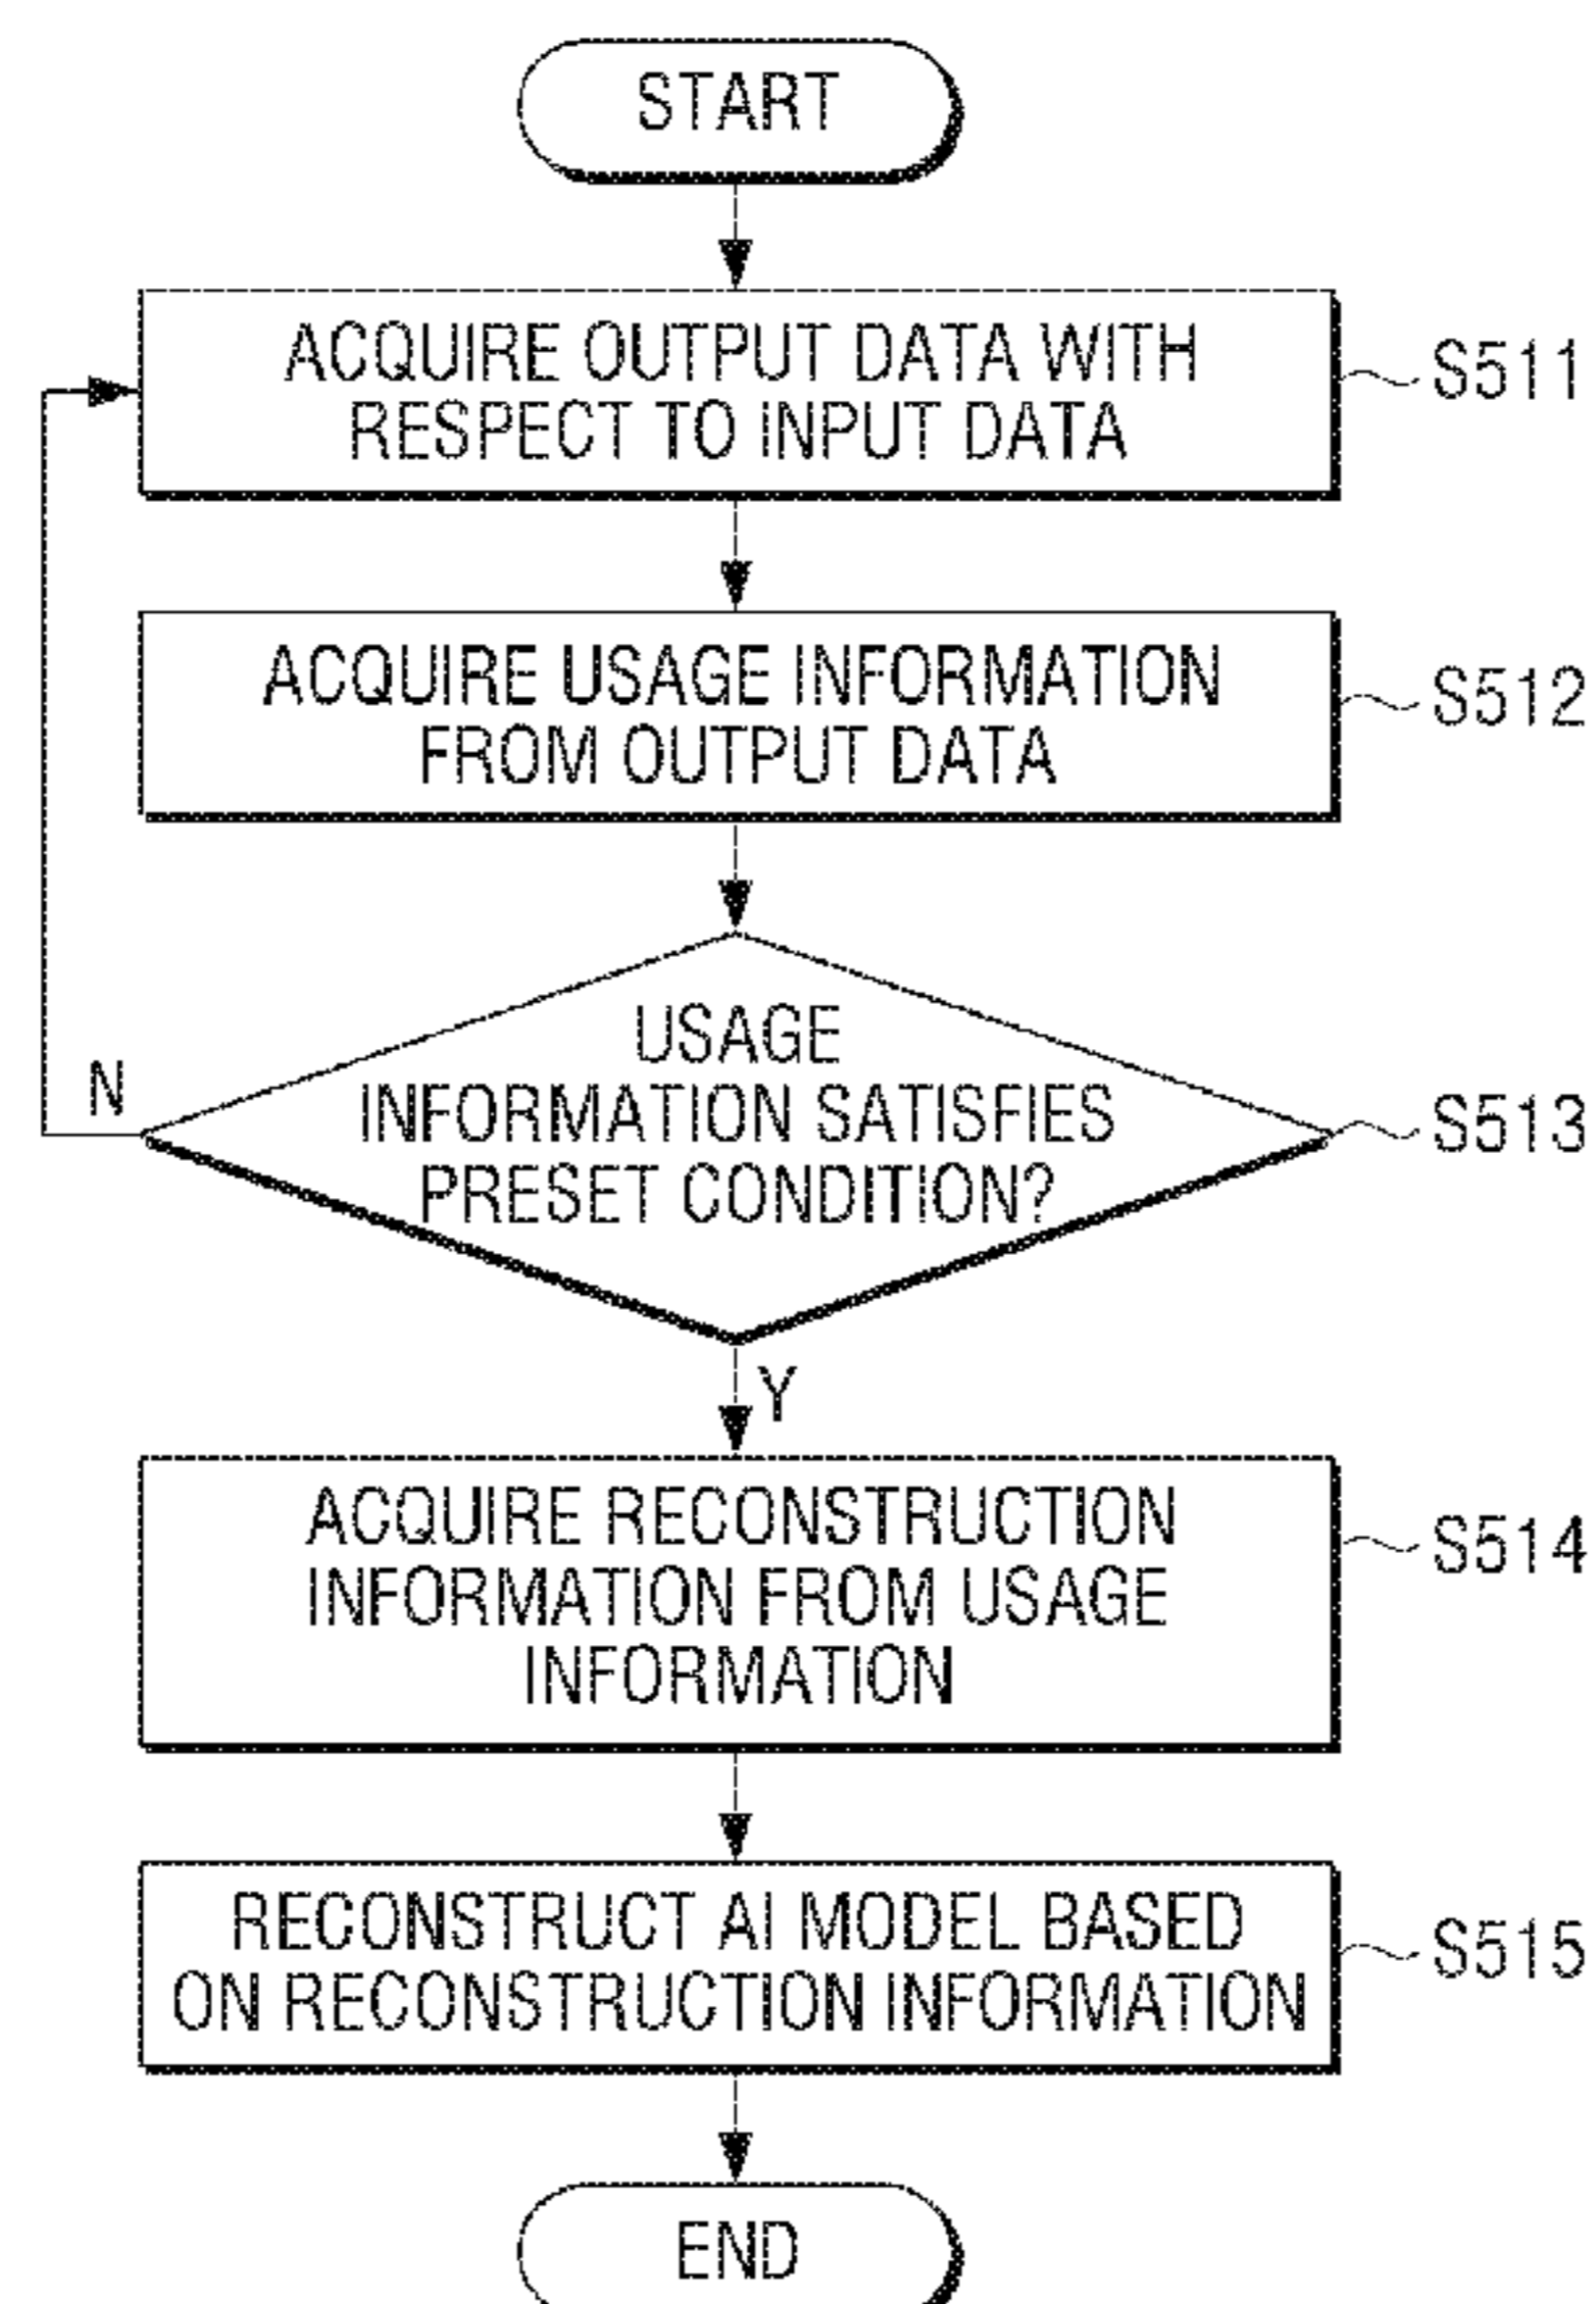 START
ACQUIRE OUTPUT DATA WITH
RESPECT TO INPUT DATA
S511
ACQUIRE USAGE INFORMATION
FROM OUTPUT DATA
S512
USAGE
INFORMATION SATISFIES
PRESET CONDITION?
S513
N
Y
ACQUIRE RECONSTRUCTION
INFORMATION FROM USAGE
INFORMATION
S514
RECONSTRUCT AI MODEL BASED
ON RECONSTRUCTION INFORMATION
S515
END